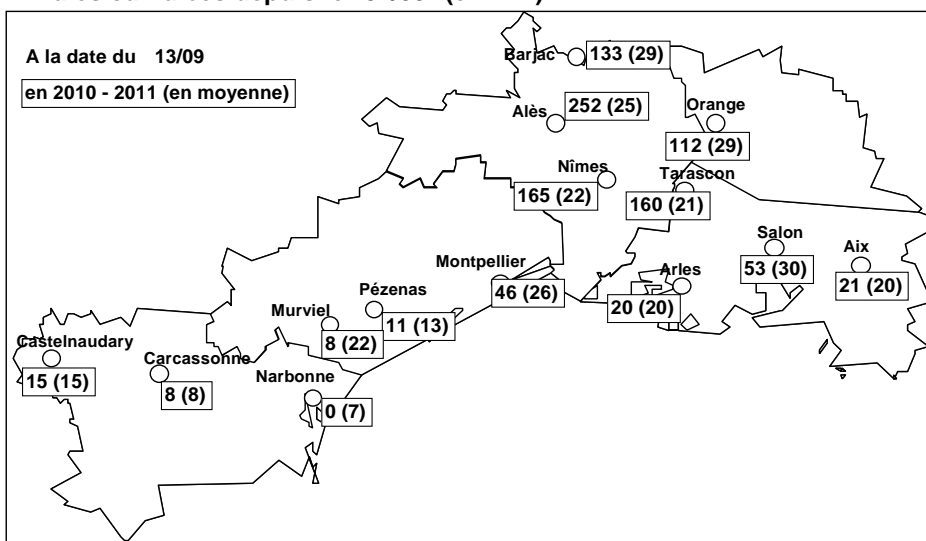 A la date du 13/09
en 2010 - 2011 (en moyenne)
Barjac
133 (29)
Alès
252 (25)
Orange
112 (29)
Nîmes
165 (22)
Tarascon
160 (21)
Salon
53 (30)
Aix
21 (20)
Montpellier
46 (26)
Arles
20 (20)
Pézenas
11 (13)
Murviel
8 (22)
Castelnaudary
15 (15)
Carcassonne
8 (8)
Narbonne
0 (7)